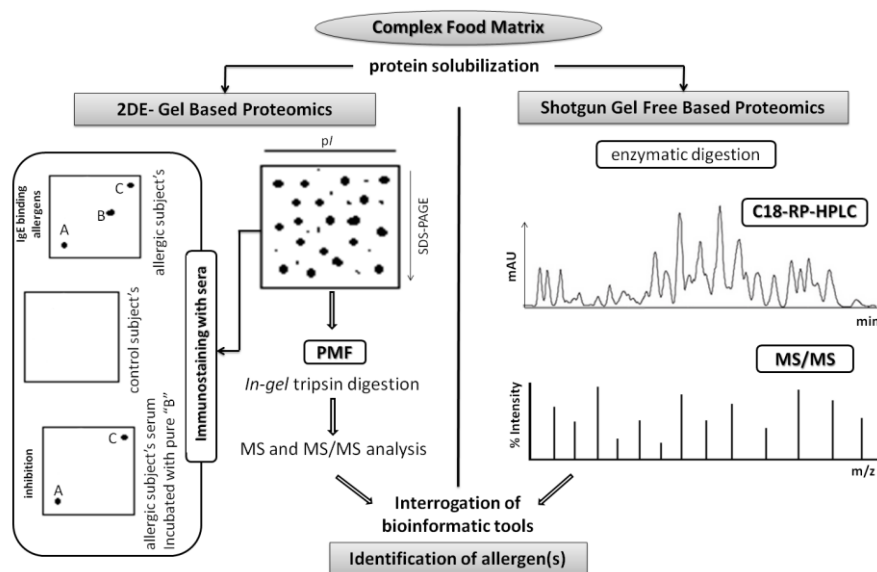 Complex Food Matrix
protein solubilization
2DE- Gel Based Proteomics
Shotgun Gel Free Based Proteomics
IgE binding
allergens
A
B
C
allergic subject's
control subject's
inhibition
A
C
allergic subject's serum
Incubated with pure "B"
Immunostaining with sera
pI
SDS-PAGE
PMF
In-gel tripsin digestion
MS and MS/MS analysis
enzymatic digestion
C18-RP-HPLC
mAU
min
MS/MS
% Intensity
m/z
Interrogation of
bioinformatic tools
Identification of allergen(s)